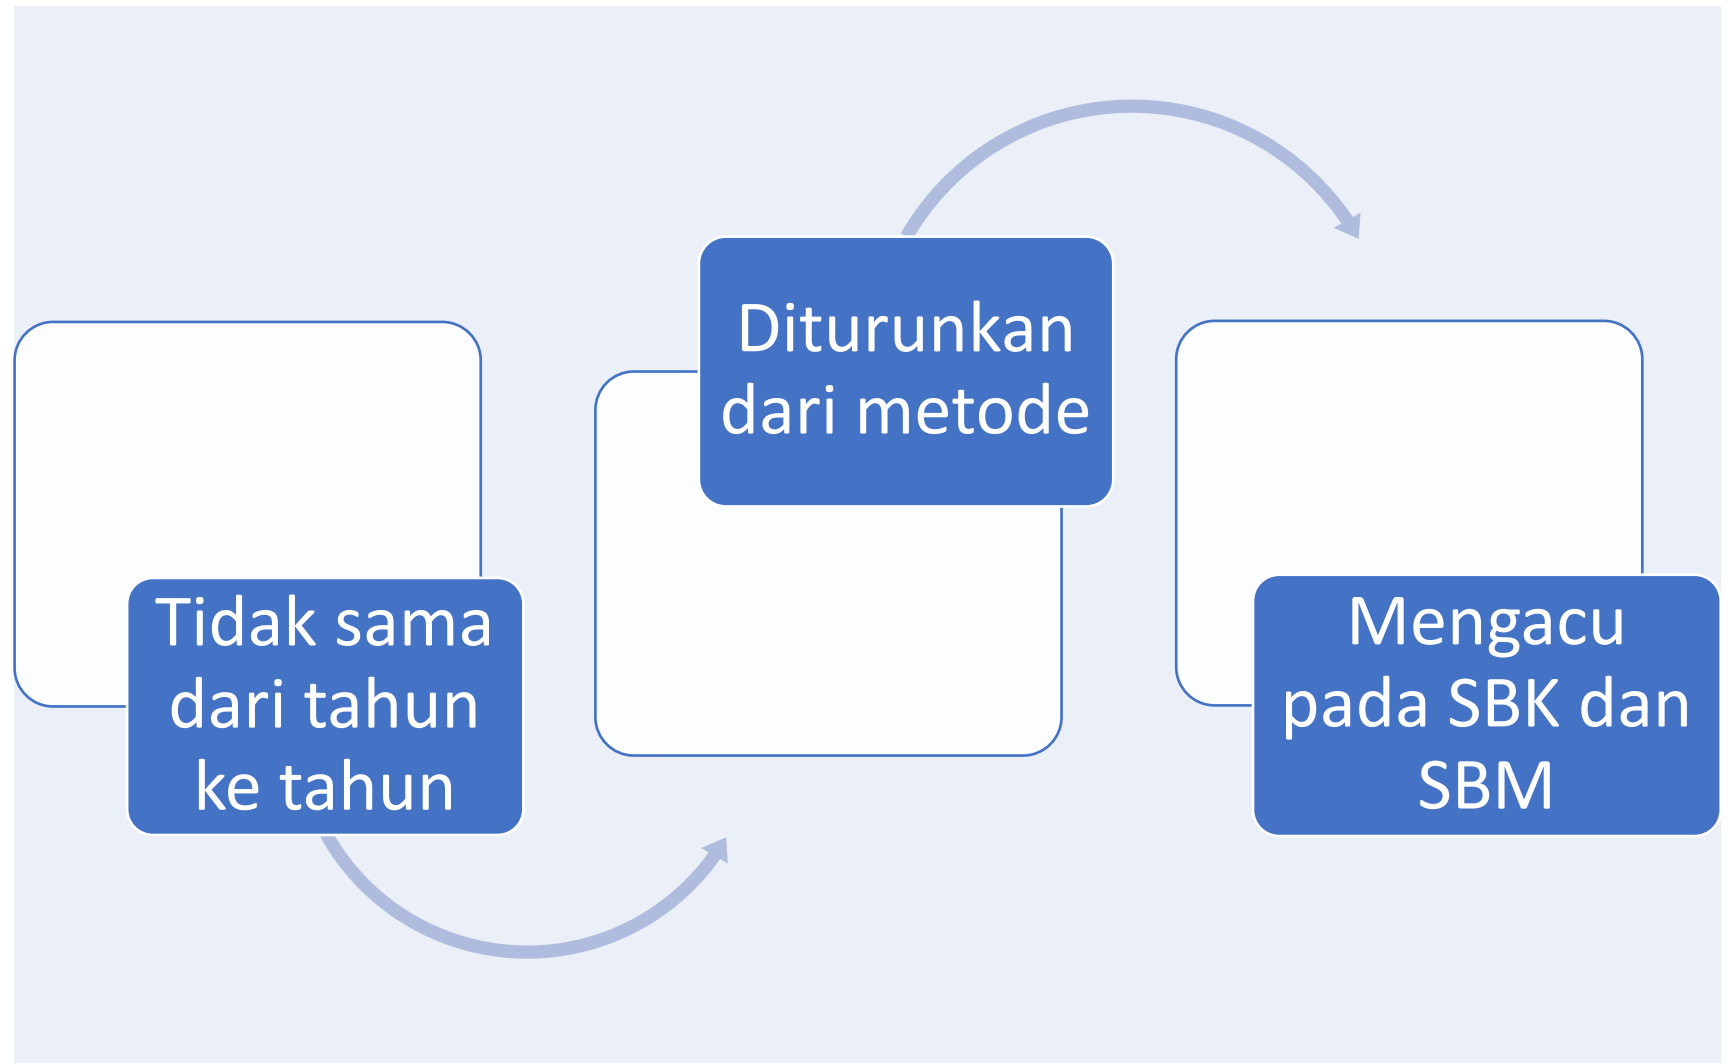 Tidak sama
dari tahun
ke tahun
Diturunkan
dari metode
Mengacu
pada SBK dan
SBM